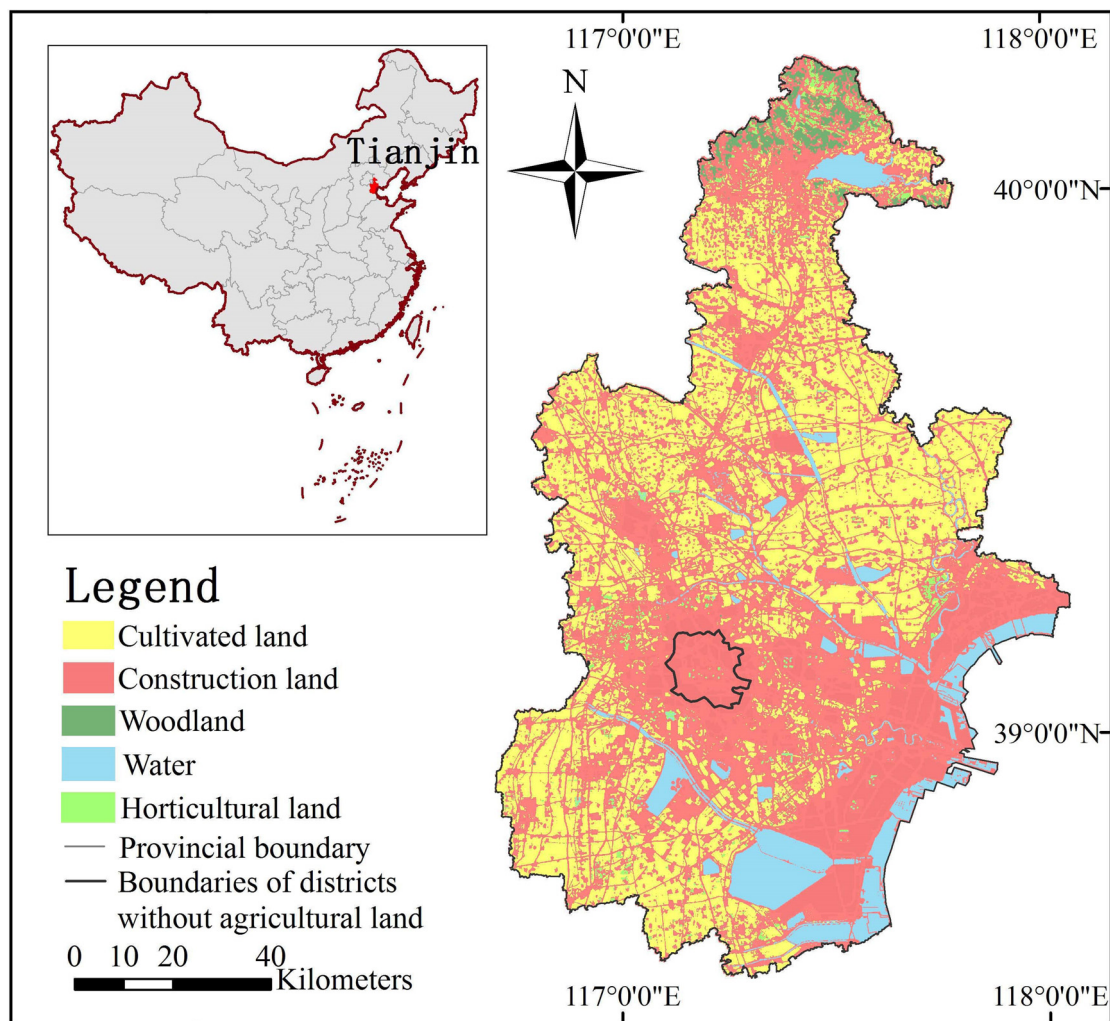 117°0'0"E
118°0'0"E
N
Tianjin
40°0'0"N
Legend
Cultivated land
Construction land
Woodland
Water
Horticultural land
Provincial boundary
Boundaries of districts
without agricultural land
39°0'0"N
0 10 20 40
Kilometers
117°0'0"E
118°0'0"E